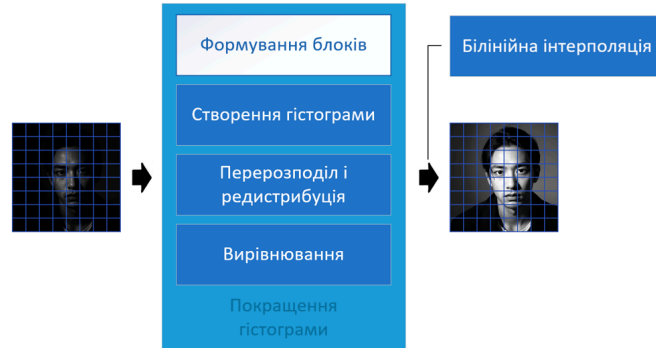 Формування блоків
Білінійна інтерполяція
Створення гістограми
Перерозподіл і
редистрибуція
Вирівнювання
Покращення
гістограми